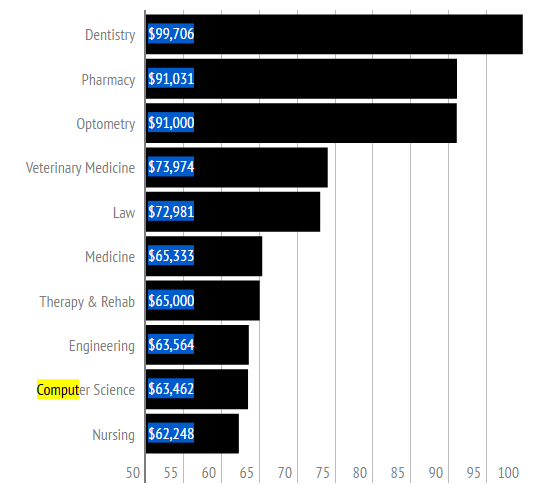 Dentistry $99,706
Pharmacy $91,031
Optometry $91,000
Veterinary Medicine $73,974
Law $72,981
Medicine $65,333
Therapy & Rehab $65,000
Engineering $63,564
Computer Science $63,462
Nursing $62,248
50 55 60 65 70 75 80 85 90 95 100